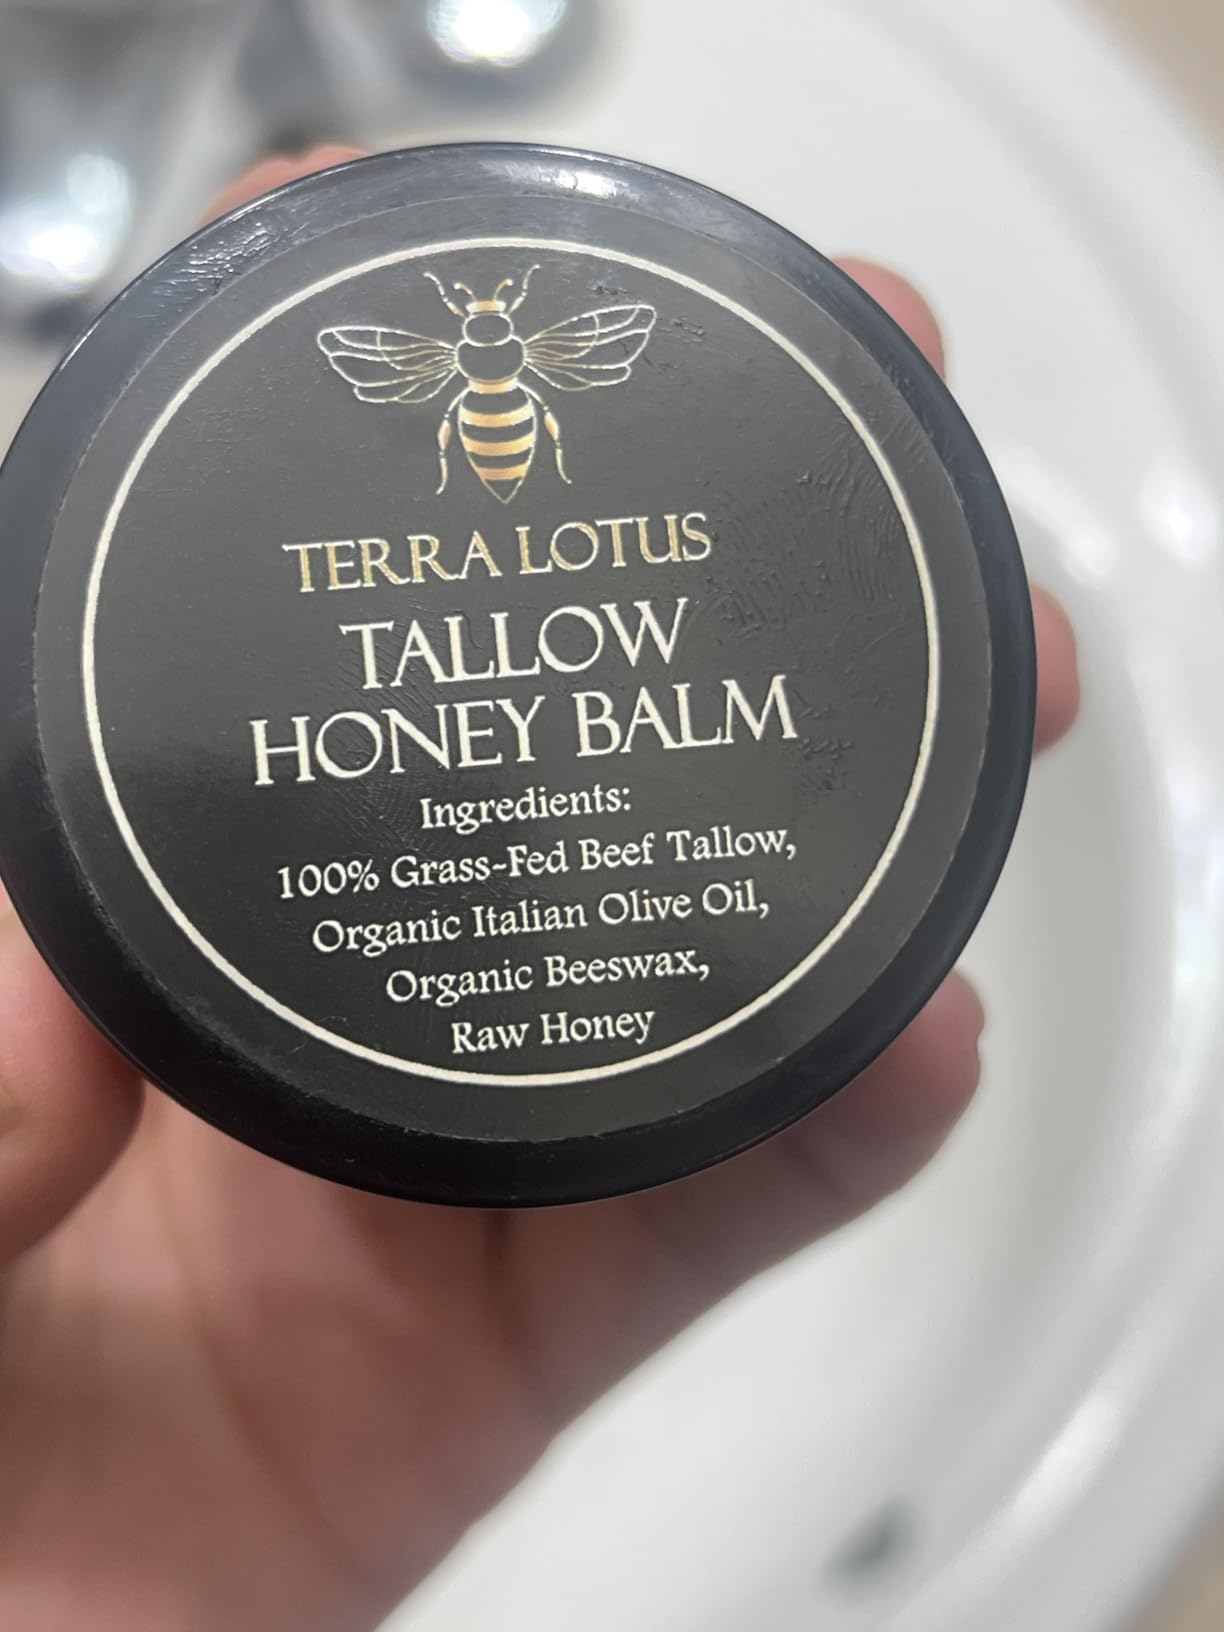 TERRA LOTUS
TALLOW
HONEY BALM
Ingredients:
100% Grass-Fed Beef Tallow,
Organic Italian Olive Oil,
Organic Beeswax,
Raw Honey